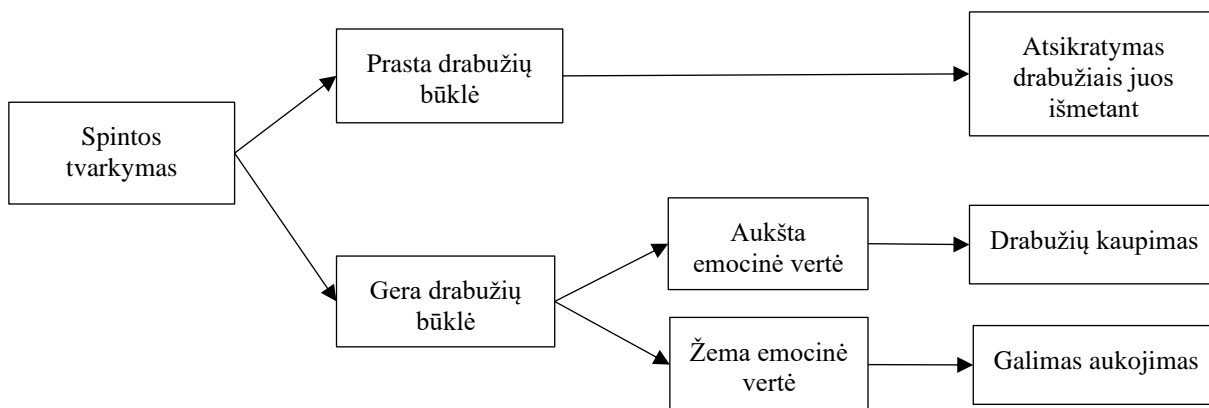 Spintos
tvarkymas
Prasta drabužių
būklė
Atsikratymas
drabužiais juos
išmetant
Gera drabužių
būklė
Aukšta
emocinė vertė
Drabužių kaupimas
Žema emocinė
vertė
Galimas aukojimas